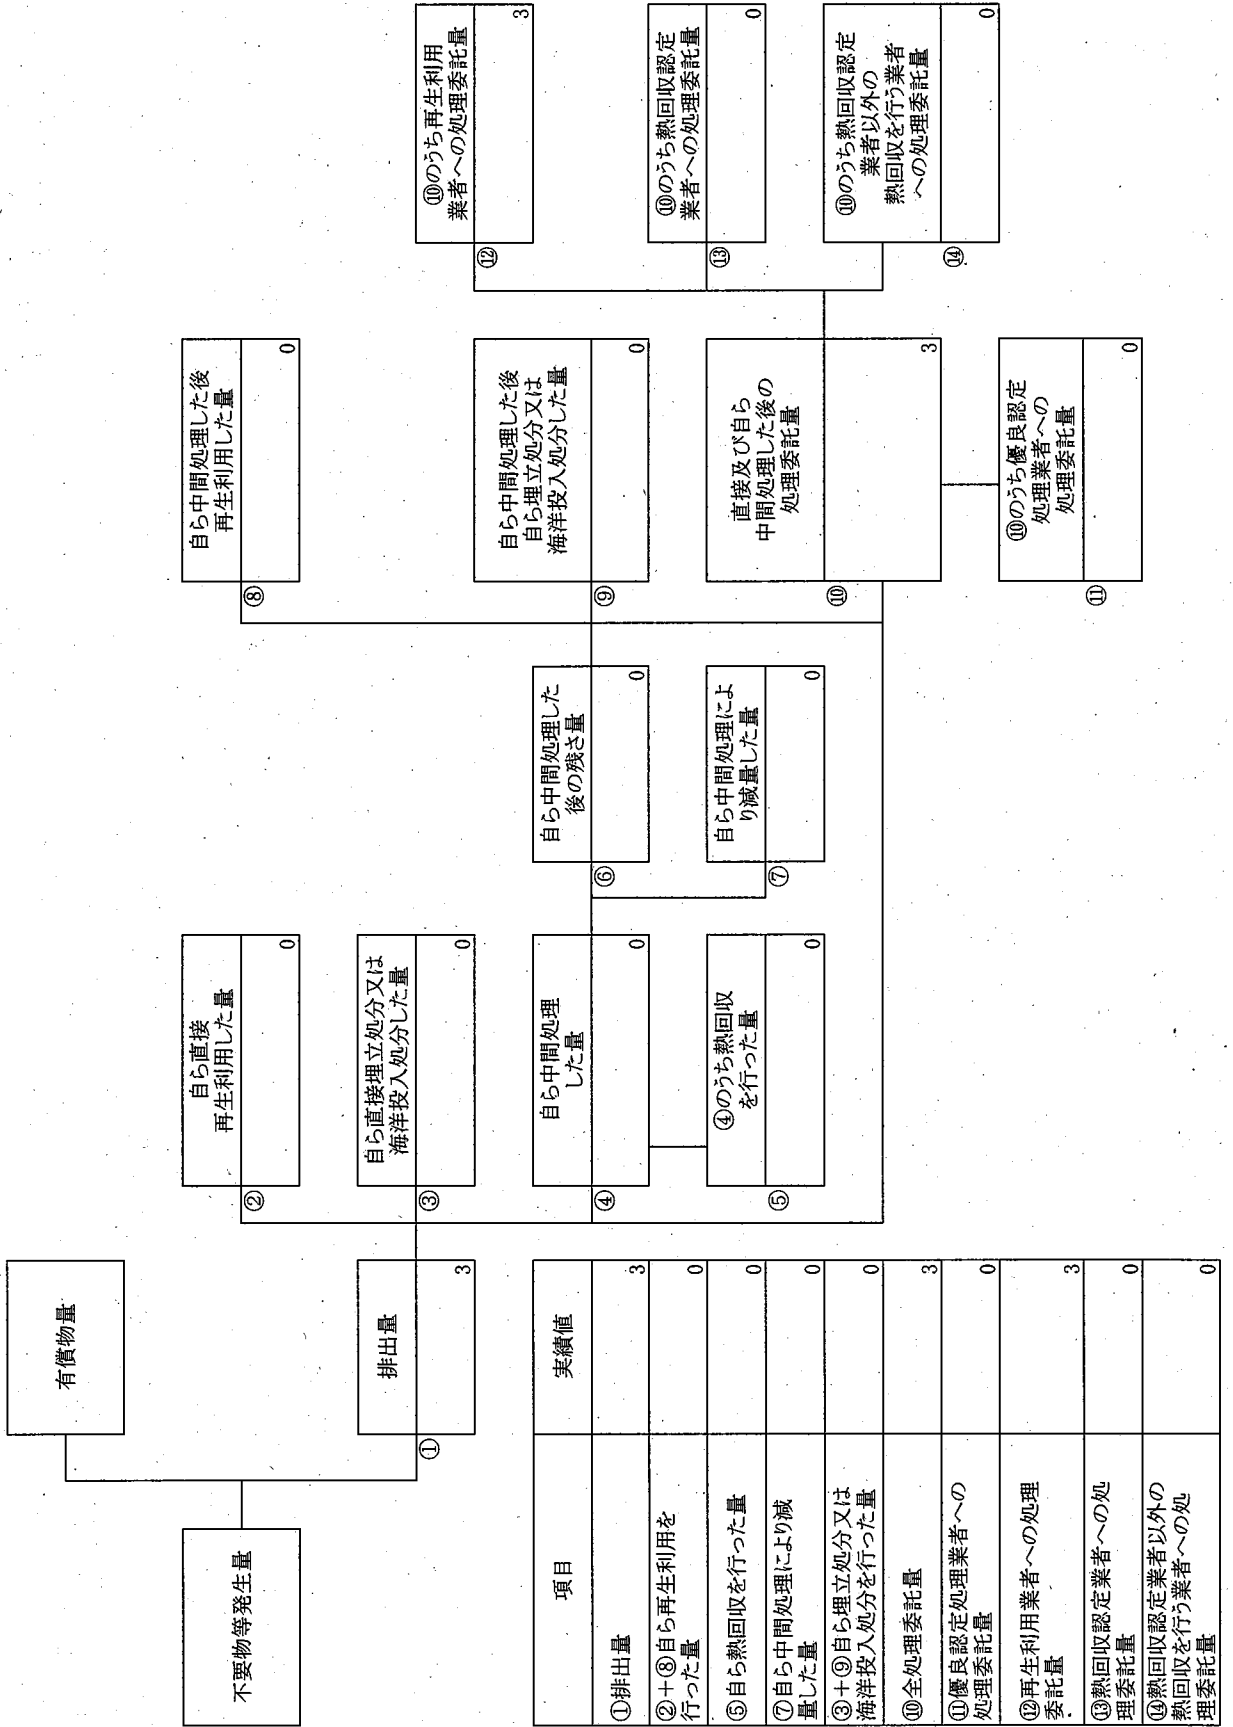 有償物量
不要物等発生量
排出量
①
3
自ら直接
再生利用した量
②
0
自ら直接埋立処分又は
海洋投入処分した量
③
0
自ら中間処理
した量
④
0
④のうち熱回収
を行った量
⑤
0
自ら中間処理した
後の残さ量
⑥
0
自ら中間処理によ
り減量した量
⑦
0
自ら中間処理した後
再生利用した量
⑧
0
自ら中間処理した後
自ら埋立処分又は
海洋投入処分した量
⑨
0
直接及び自ら
中間処理した後の
処理委託量
⑩
3
⑩のうち優良認定
処理業者への
処理委託量
⑪
0
⑩のうち再生利用
業者への処理委託量
⑫
3
⑩のうち熱回収認定
業者への処理委託量
⑬
0
⑩のうち熱回収認定
業者以外の
熱回収を行う業者
への処理委託量
⑭
0
項目 実績値
①排出量 3
②+⑧自ら再生利用を
行った量 0
⑤自ら熱回収を行った量 0
⑦自ら中間処理により減
量した量 0
③+⑨自ら埋立処分又は
海洋投入処分を行った量 0
⑩全処理委託量 3
⑪優良認定処理業者への
処理委託量 0
⑫再生利用業者への処理
委託量 3
⑬熱回収認定業者への処
理委託量 0
⑭熱回収認定業者以外の
熱回収を行う業者への処
理委託量 0